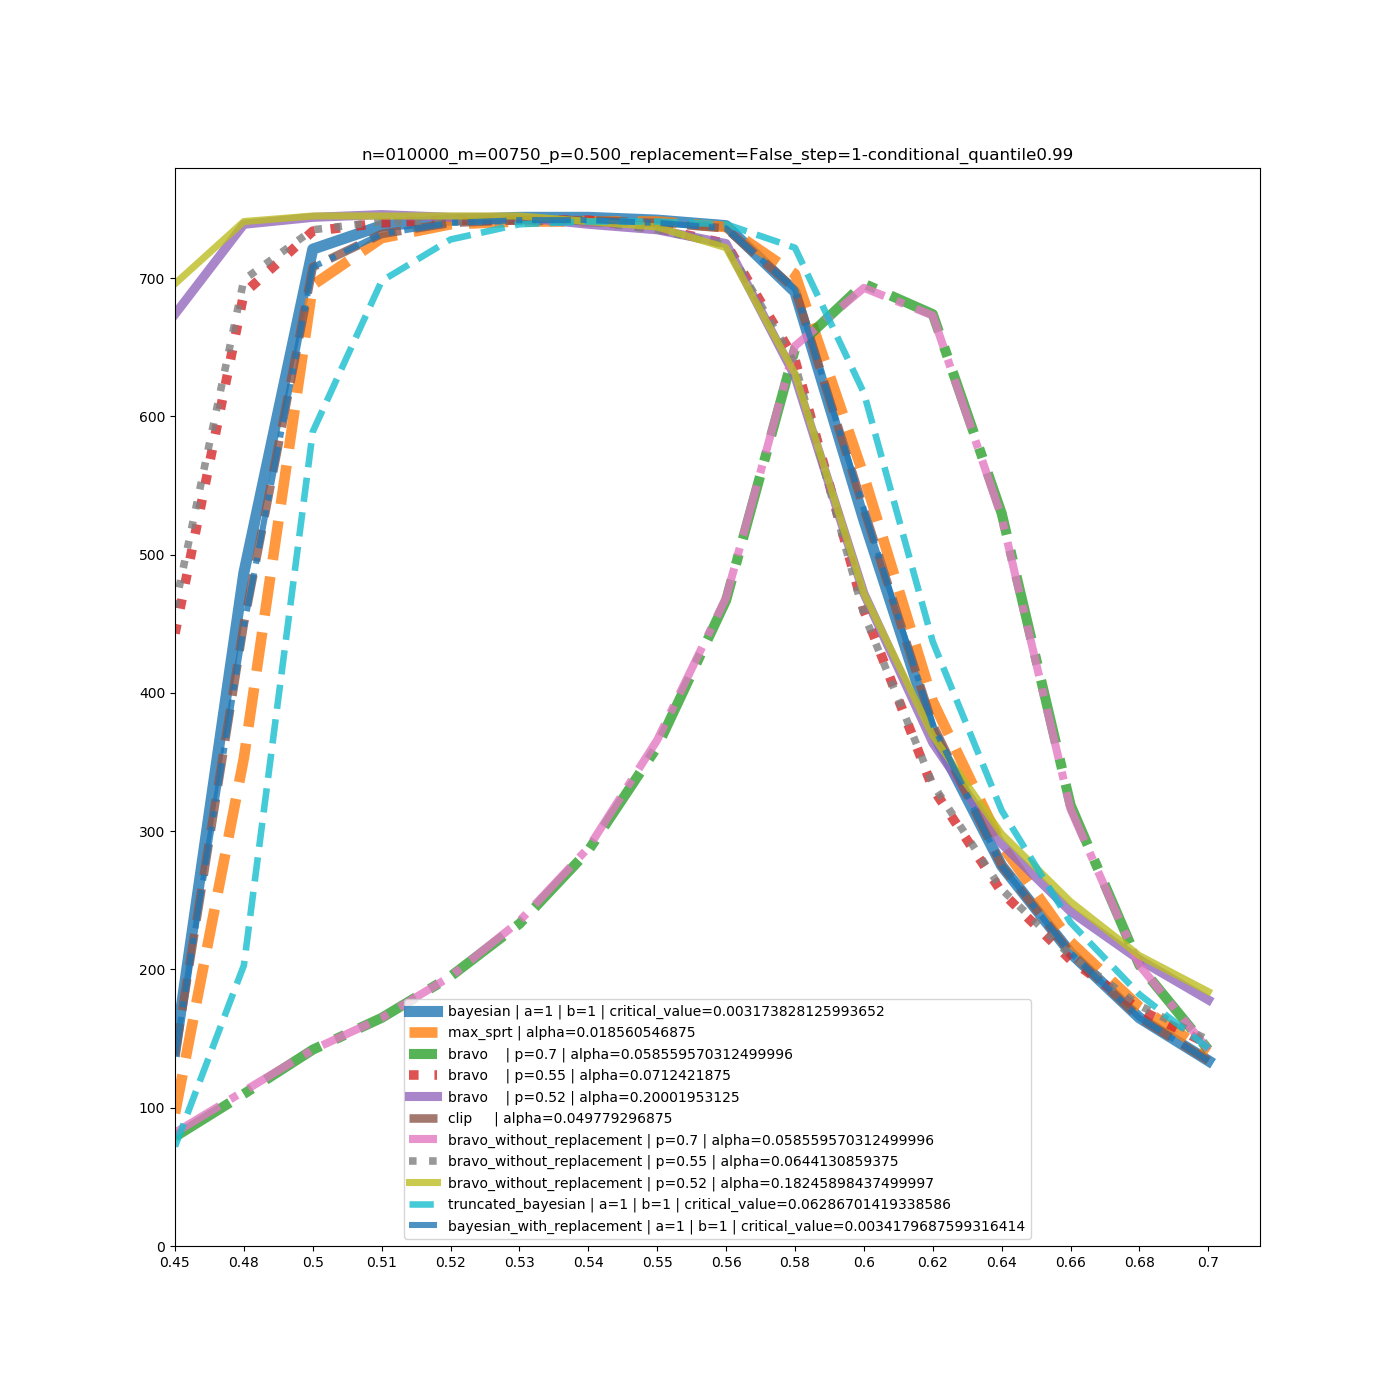 n=010000_m=00750_p=0.500_replacement=False_step=1-conditional_quantile0.99
700
600
500
400
300
200
100
0
bayesian | a=1 | b=1 | critical_value=0.003173828125993652
max_sprt | alpha=0.018560546875
bravo | p=0.7 | alpha=0.058559570312499996
bravo | p=0.55 | alpha=0.0712421875
bravo | p=0.52 | alpha=0.20001953125
clip | alpha=0.049779296875
bravo_without_replacement | p=0.7 | alpha=0.058559570312499996
bravo_without_replacement | p=0.55 | alpha=0.0644130859375
bravo_without_replacement | p=0.52 | alpha=0.18245898437499997
truncated_bayesian | a=1 | b=1 | critical_value=0.06286701419338586
bayesian_with_replacement | a=1 | b=1 | critical_value=0.0034179687599316414
0.45 0.48 0.5 0.51 0.52 0.53 0.54 0.55 0.56 0.58 0.6 0.62 0.64 0.66 0.68 0.7